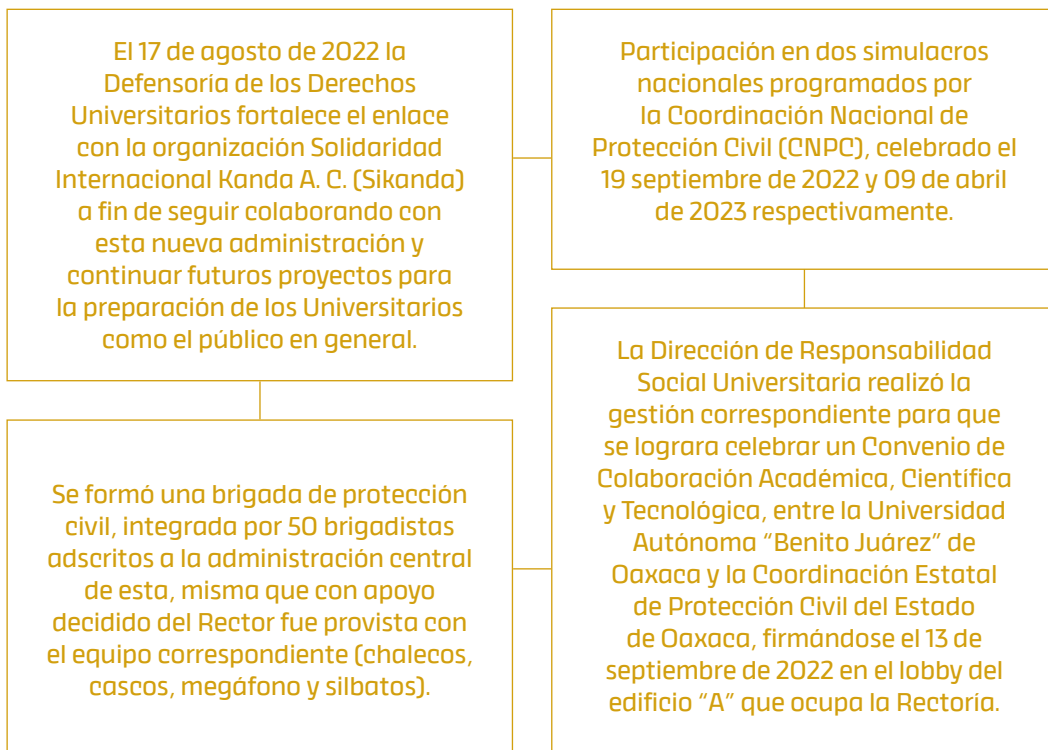 El 17 de agosto de 2022 la
Defensoría de los Derechos
Universitarios fortalece el enlace
con la organización Solidaridad
Internacional Kanda A. C. (Sikanda)
a fin de seguir colaborando con
esta nueva administración y
continuar futuros proyectos para
la preparación de los Universitarios
como el público en general.
Participación en dos simulacros
nacionales programados por
la Coordinación Nacional de
Protección Civil (CNPC), celebrado el
19 septiembre de 2022 y 09 de abril
de 2023 respectivamente.
Se formó una brigada de protección
civil, integrada por 50 brigadistas
adscritos a la administración central
de esta, misma que con apoyo
decidido del Rector fue provista con
el equipo correspondiente (chalecos,
cascos, megáfono y silbatos).
La Dirección de Responsabilidad
Social Universitaria realizó la
gestión correspondiente para que
se lograra celebrar un Convenio de
Colaboración Académica, Científica
y Tecnológica, entre la Universidad
Autónoma “Benito Juárez” de
Oaxaca y la Coordinación Estatal
de Protección Civil del Estado
de Oaxaca, firmándose el 13 de
septiembre de 2022 en el lobby del
edificio “A” que ocupa la Rectoría.